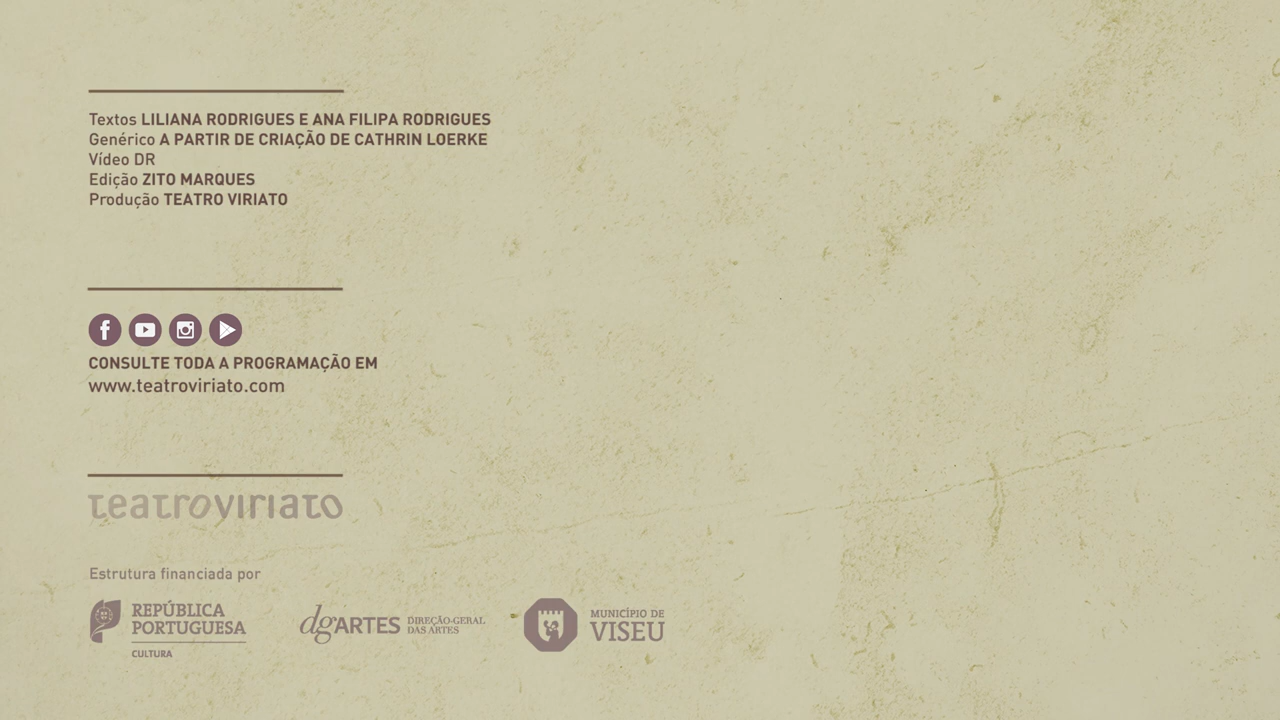 Textos LILIANA RODRIGUES E ANA FILIPA RODRIGUES
Genérico A PARTIR DE CRIAÇÃO DE CATHRIN LOERKE
Vídeo DR
Edição ZITO MARQUES
Produção TEATRO VIRIATO
CONSULTE TODA A PROGRAMAÇÃO EM
www.teatroviriato.com
teatroviriato
Estrutura financiada por
REPÚBLICA
PORTUGUESA
CULTURA
dgARTES
DIREÇÃO-GERAL
DAS ARTES
MUNICÍPIO DE
VISEU